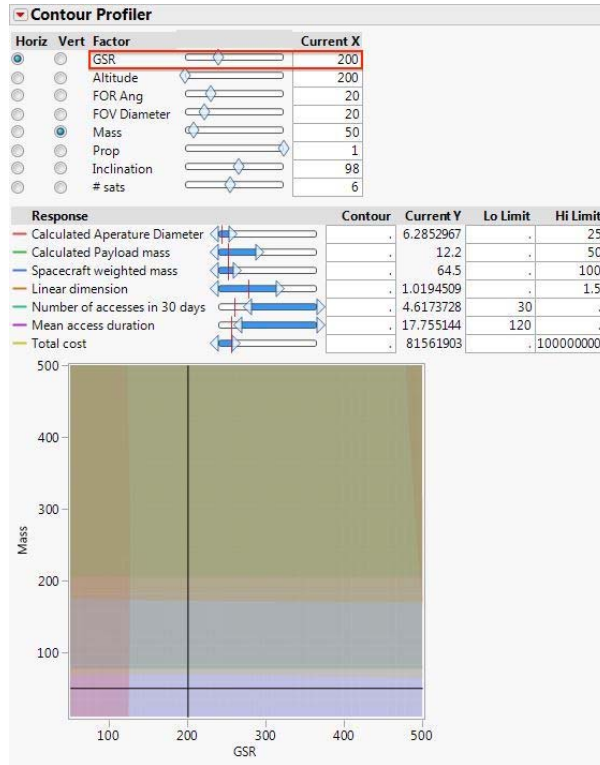 Contour Profiler
Horiz Vert Factor Current X
GSR 200
Altitude 200
FOR Ang 20
FOV Diameter 20
Mass 50
Prop 1
Inclination 98
# sats 6
Response Contour Current Y Lo Limit Hi Limit
Calculated Aperature Diameter . 6.2852967 . 25
Calculated Payload mass . 12.2 . 50
Spacecraft weighted mass . 64.5 . 100
Linear dimension . 1.0194509 . 1.5
Number of accesses in 30 days . 4.6173728 30 .
Mean access duration . 17.755144 120 .
Total cost . 81561903 . 100000000
500
400
300
200
100
Mass
100 200 300 400 500
GSR